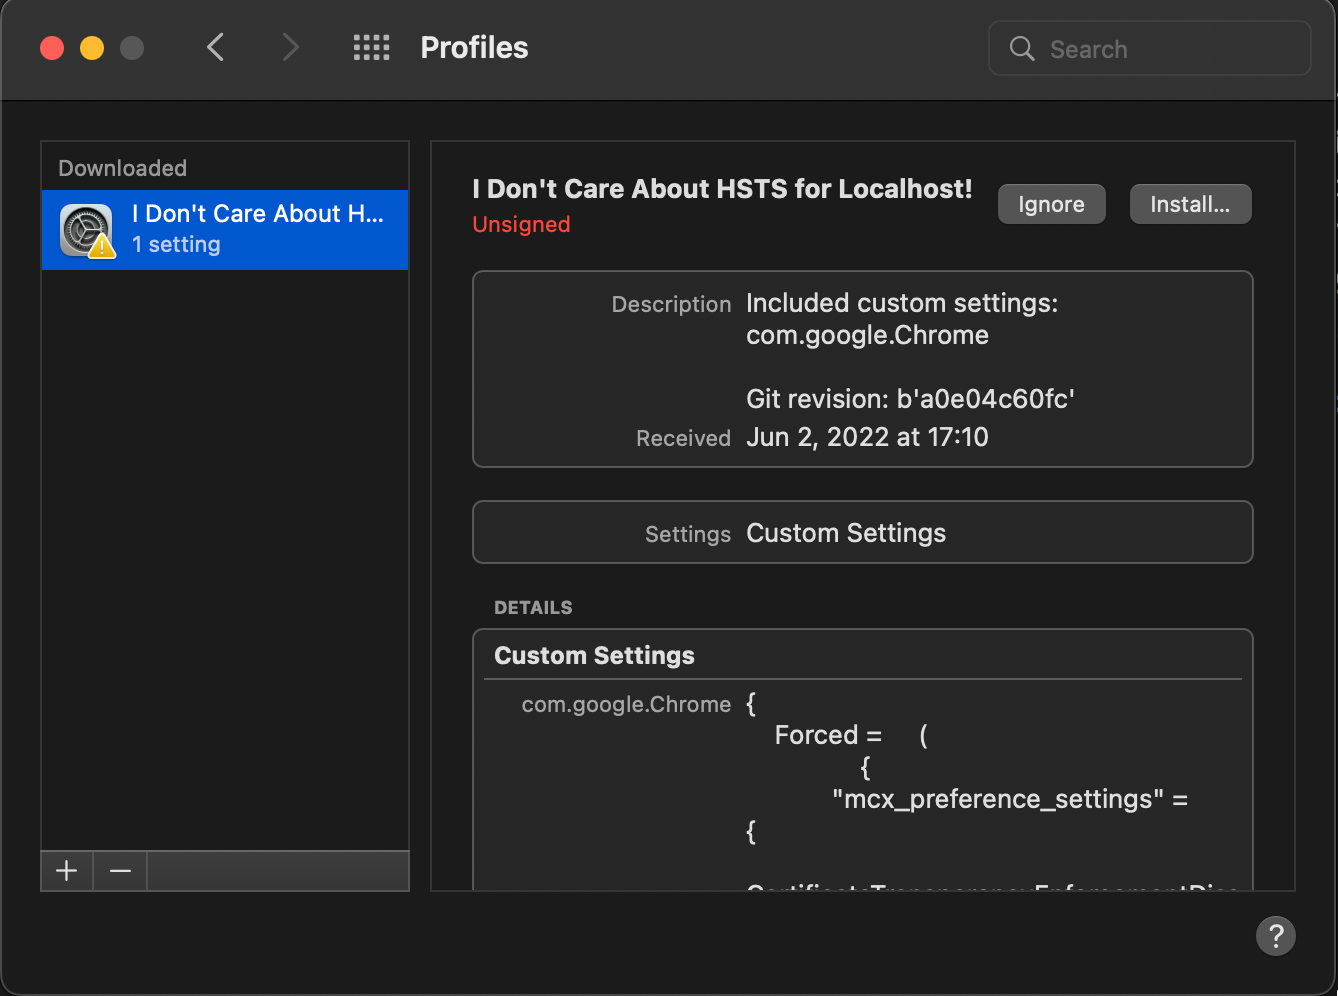 Profiles
Search
Downloaded
I Don't Care About H...
1 setting
I Don't Care About HSTS for Localhost!
Unsigned
Ignore
Install...
Description Included custom settings:
com.google.Chrome
Git revision: b'a0e04c60fc'
Received Jun 2, 2022 at 17:10
Settings Custom Settings
DETAILS
Custom Settings
com.google.Chrome {
Forced = (
{
"mcx_preference_settings" =
{
+ −
?